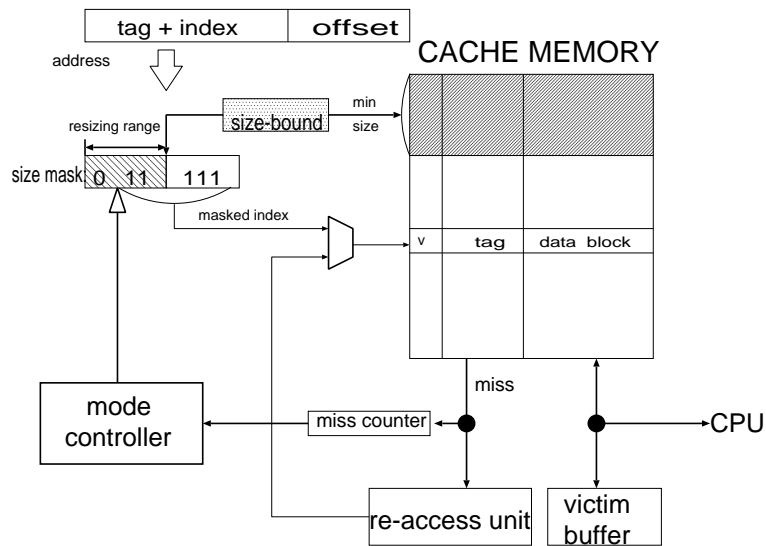 tag + index offset
address
CACHE MEMORY
size-bound
min
size
resizing range
size mask
0 11 111
masked index
v tag data block
miss
mode
controller
miss counter
CPU
re-access unit
victim
buffer